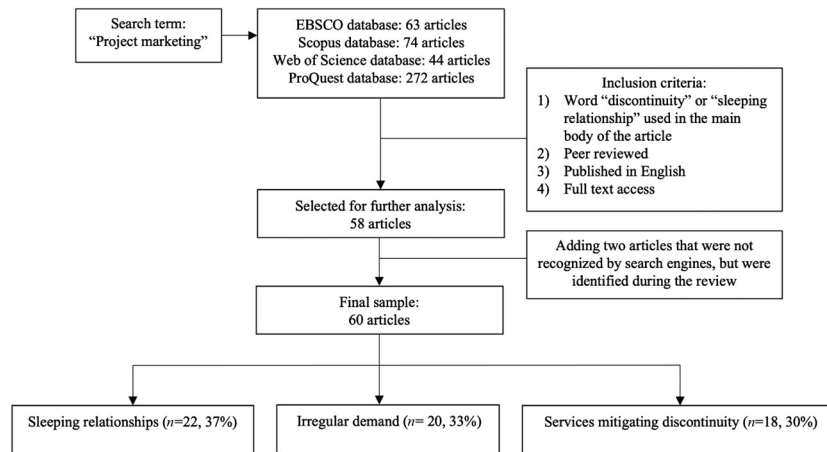 Search term:
“Project marketing”
EBSCO database: 63 articles
Scopus database: 74 articles
Web of Science database: 44 articles
ProQuest database: 272 articles
Inclusion criteria:
1) Word “discontinuity” or “sleeping
relationship” used in the main
body of the article
2) Peer reviewed
3) Published in English
4) Full text access
Selected for further analysis:
58 articles
Adding two articles that were not
recognized by search engines, but were
identified during the review
Final sample:
60 articles
Sleeping relationships (n=22, 37%)
Irregular demand (n= 20, 33%)
Services mitigating discontinuity (n=18, 30%)